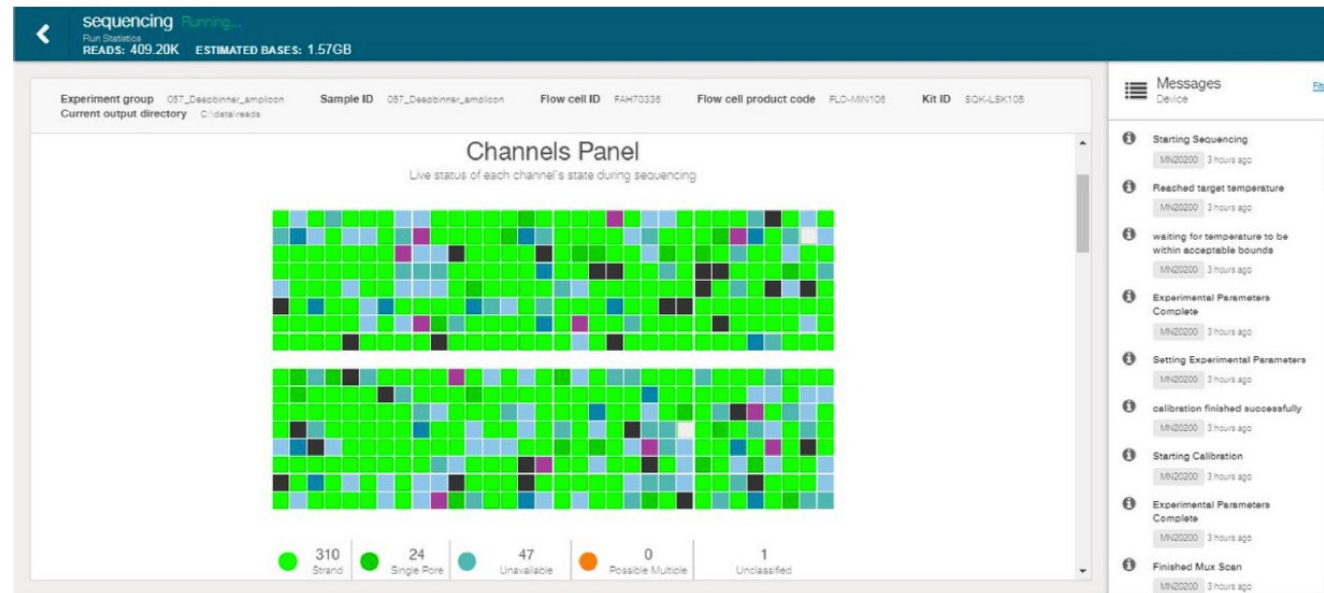 sequencing Running...
Run Statistics
READS: 409.20K ESTIMATED BASES: 1.57GB
Experiment group 057_Deepbinner_amplicon Sample ID 057_Deepbinner_amplicon Flow cell ID FAH70336 Flow cell product code FLO-MIN106 Kit ID SQK-LSK108
Current output directory C:\data\reads
Channels Panel
Live status of each channel's state during sequencing
310 24 47 0 1
Strand Single Pore Unavailable Possible Multiple Unclassified
Messages
Device
Starting Sequencing
MN20200 3 hours ago
Reached target temperature
MN20200 3 hours ago
waiting for temperature to be
within acceptable bounds
MN20200 3 hours ago
Experimental Parameters
Complete
MN20200 3 hours ago
Setting Experimental Parameters
MN20200 3 hours ago
calibration finished successfully
MN20200 3 hours ago
Starting Calibration
MN20200 3 hours ago
Experimental Parameters
Complete
MN20200 3 hours ago
Finished Mux Scan
MN20200 3 hours ago